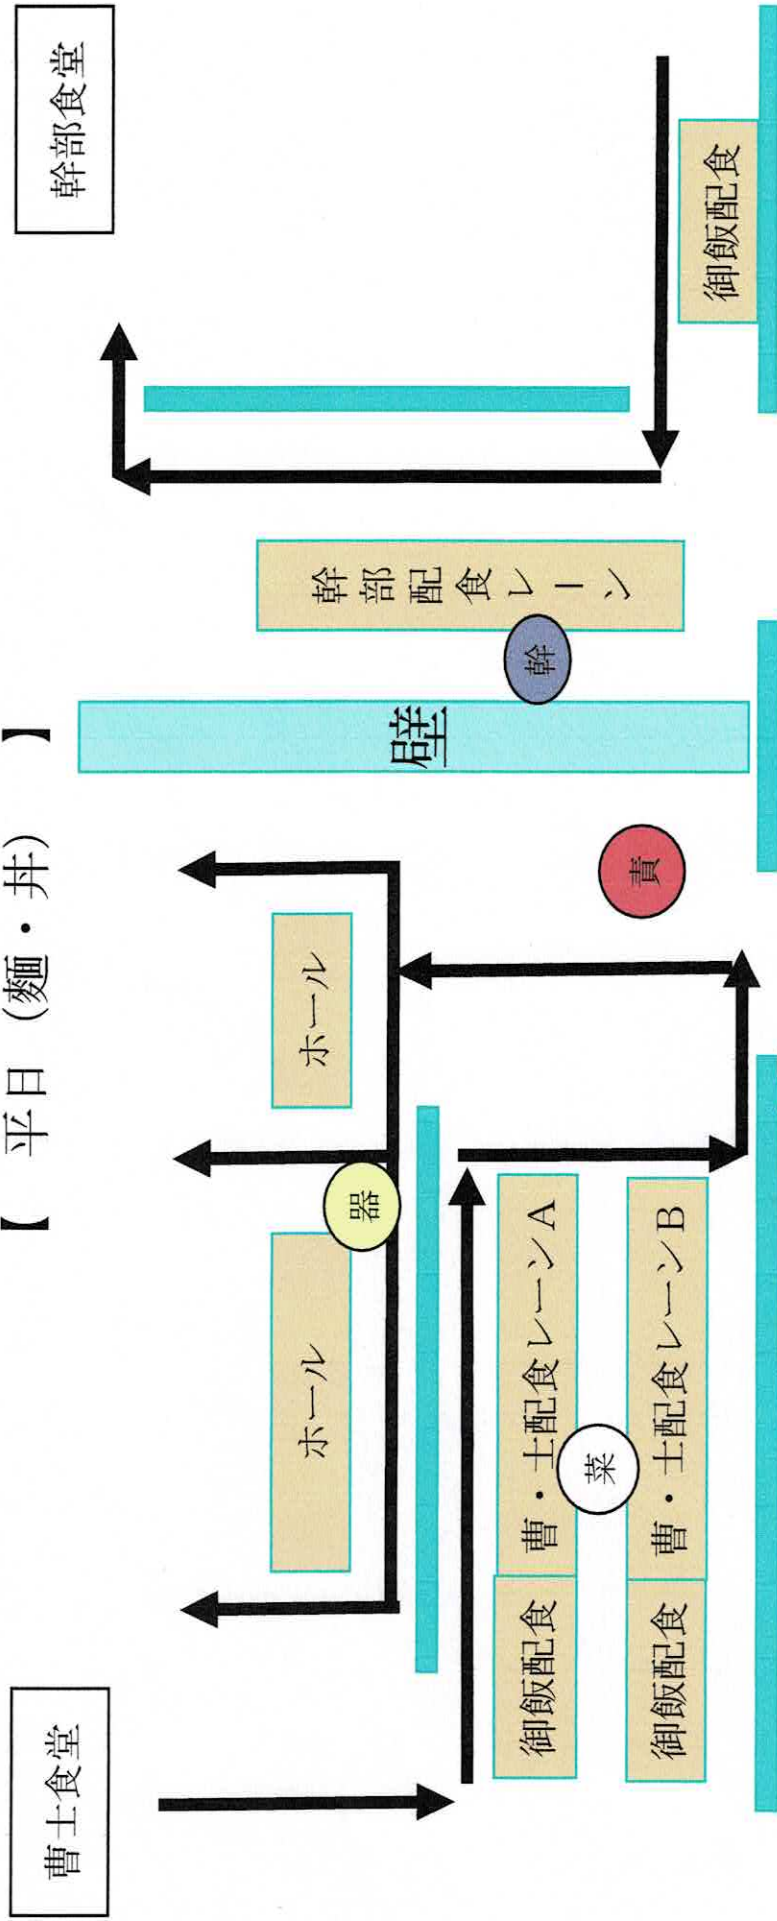 【 平日（麵・丼） 】
曹士食堂
幹部食堂
ホール
ホール
器
壁
幹部配食レーン
幹
責
御飯配食
曹・士配食レーンA
菜
御飯配食
曹・士配食レーンB
御飯配食